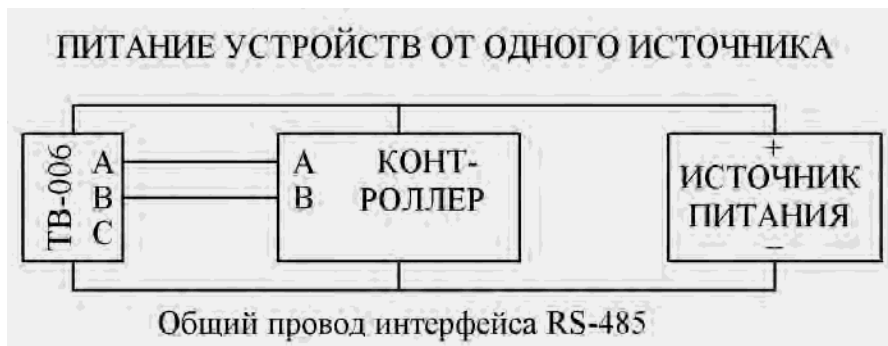 ПИТАНИЕ УСТРОЙСТВ ОТ ОДНОГО ИСТОЧНИКА
ТВ-006
А
В
С
А
В
КОНТ-
РОЛЛЕР
+
ИСТОЧНИК
ПИТАНИЯ
–
Общий провод интерфейса RS-485